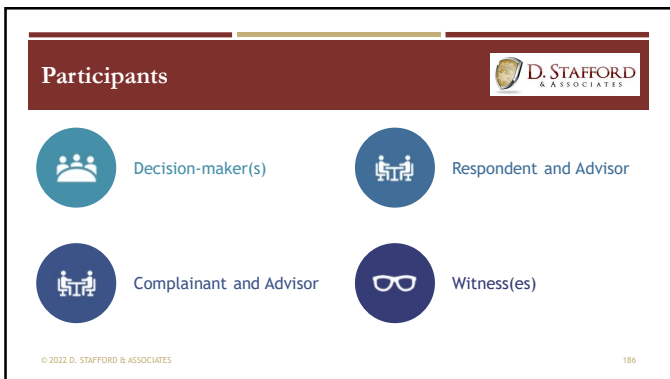 Participants
D. STAFFORD
& ASSOCIATES
Decision-maker(s)
Respondent and Advisor
Complainant and Advisor
Witness(es)
© 2022 D. STAFFORD & ASSOCIATES
186